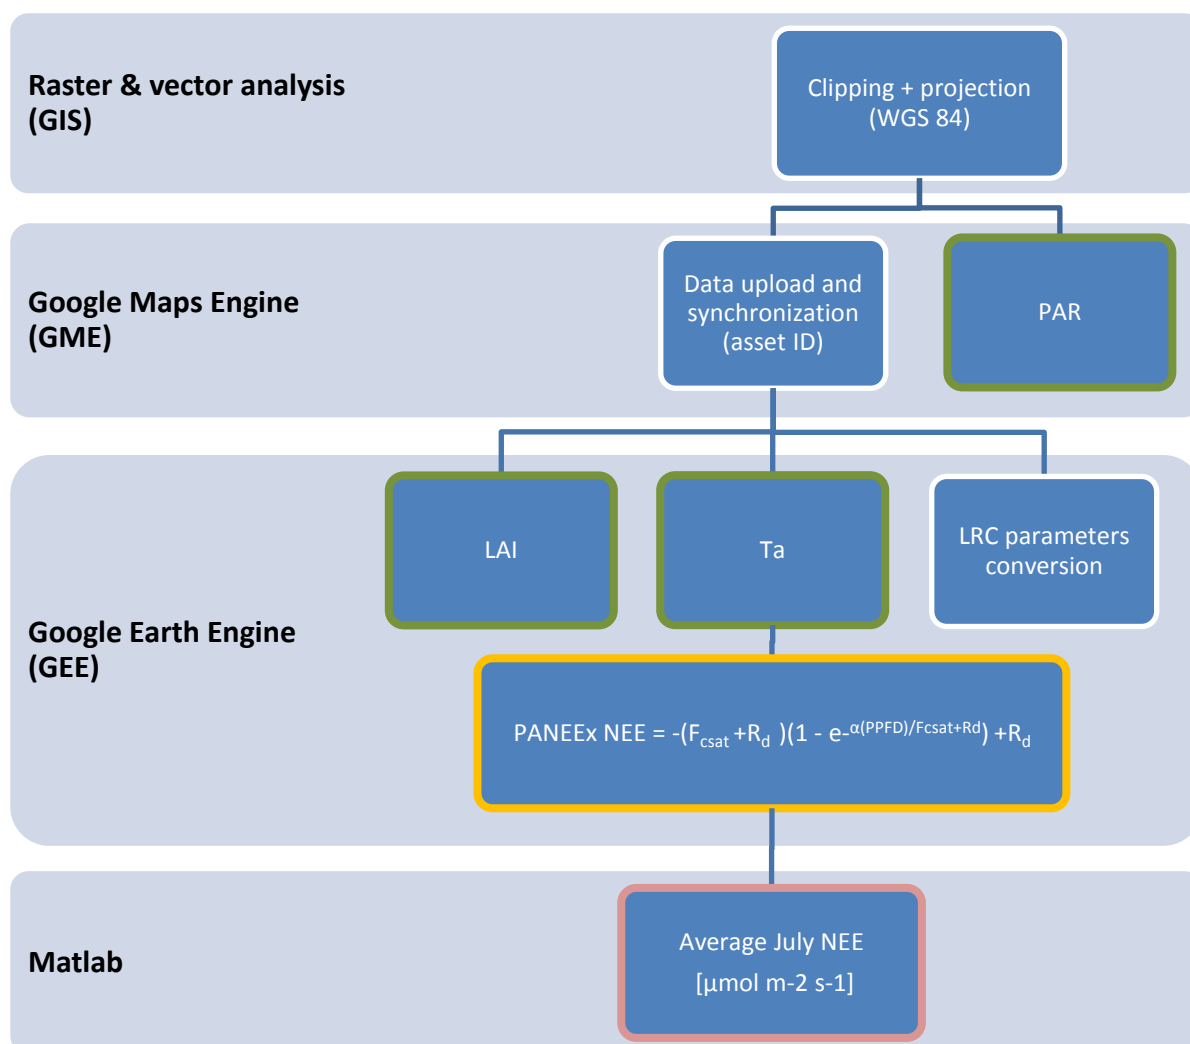 Raster & vector analysis
(GIS)
Clipping + projection
(WGS 84)
Google Maps Engine
(GME)
Data upload and
synchronization
(asset ID)
PAR
Google Earth Engine
(GEE)
LAI
Ta
LRC parameters
conversion
PANEEx NEE = -(Fcsat +Rd )(1 - e-α(PPFD)/Fcsat+Rd) +Rd
Matlab
Average July NEE
[µmol m-2 s-1]